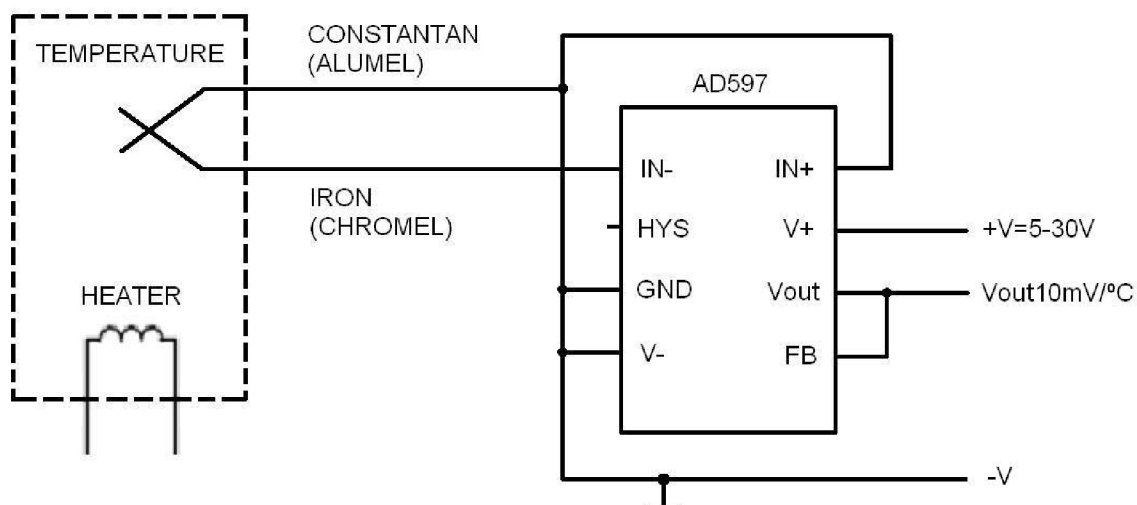 TEMPERATURE
CONSTANTAN
(ALUMEL)
IRON
(CHROMEL)
HEATER
AD597
IN-
IN+
HYS
V+
+V=5-30V
GND
Vout
Vout10mV/ºC
V-
FB
-V